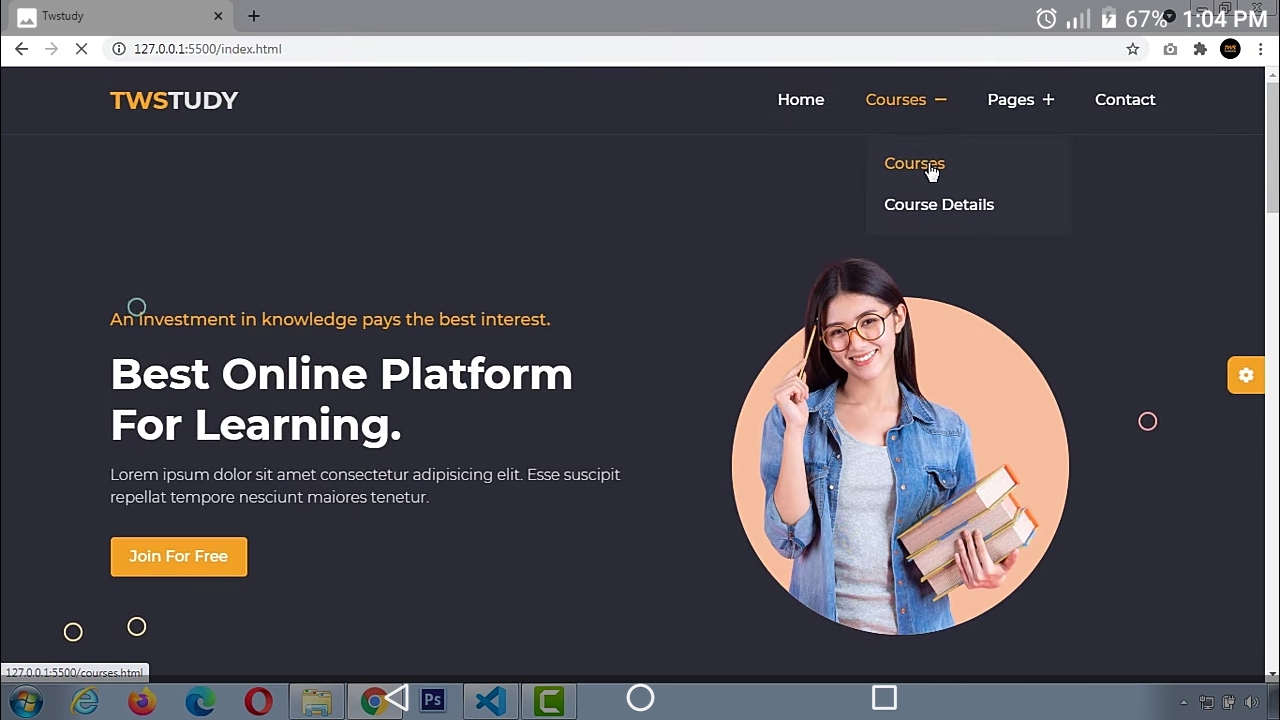 Twstudy
67% 1:04 PM
127.0.0.1:5500/index.html
TWSTUDY
Home
Courses
Pages
Contact
Courses
Course Details
An investment in knowledge pays the best interest.
Best Online Platform
For Learning.
Lorem ipsum dolor sit amet consectetur adipisicing elit. Esse suscipit
repellat tempore nesciunt maiores tenetur.
Join For Free
127.0.0.1:5500/courses.html
Ps